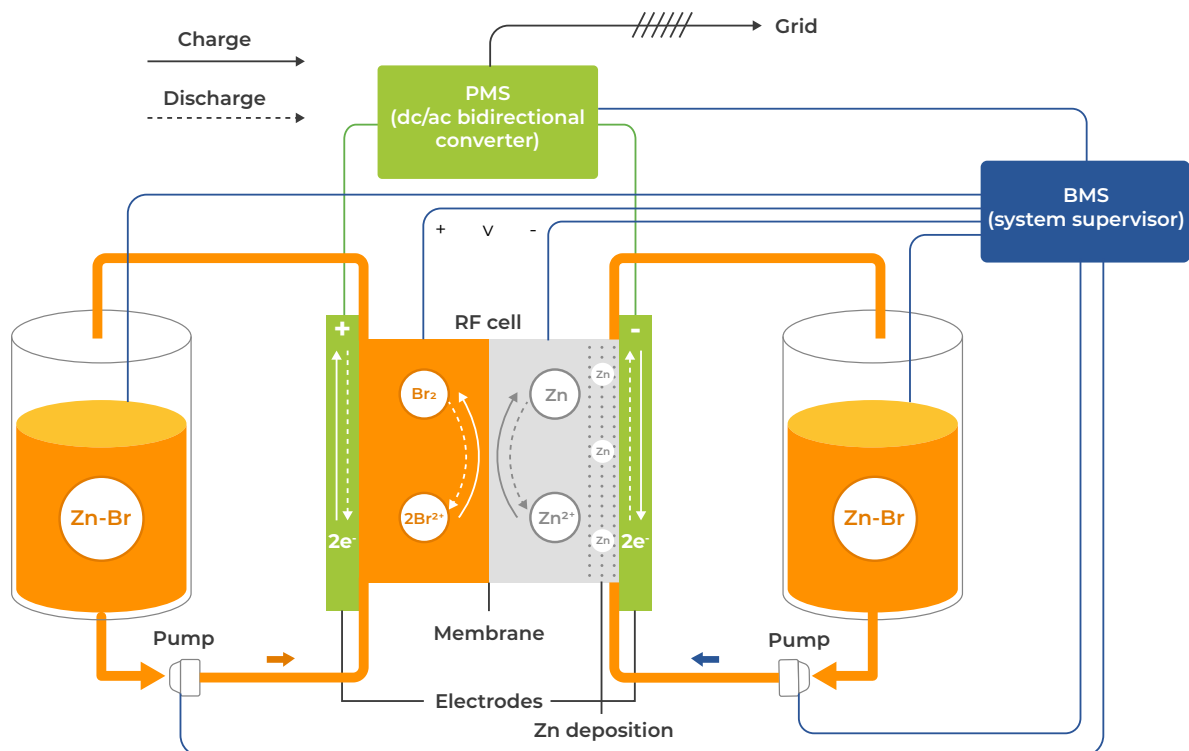 Charge
Discharge
Grid
PMS
(dc/ac bidirectional
converter)
BMS
(system supervisor)
+ V -
RF cell
+
-
Br₂
Zn
Zn
Zn
Zn
2Br²⁺
Zn²⁺
2e⁻
2e⁻
Zn-Br
Zn-Br
Membrane
Pump
Pump
Electrodes
Zn deposition